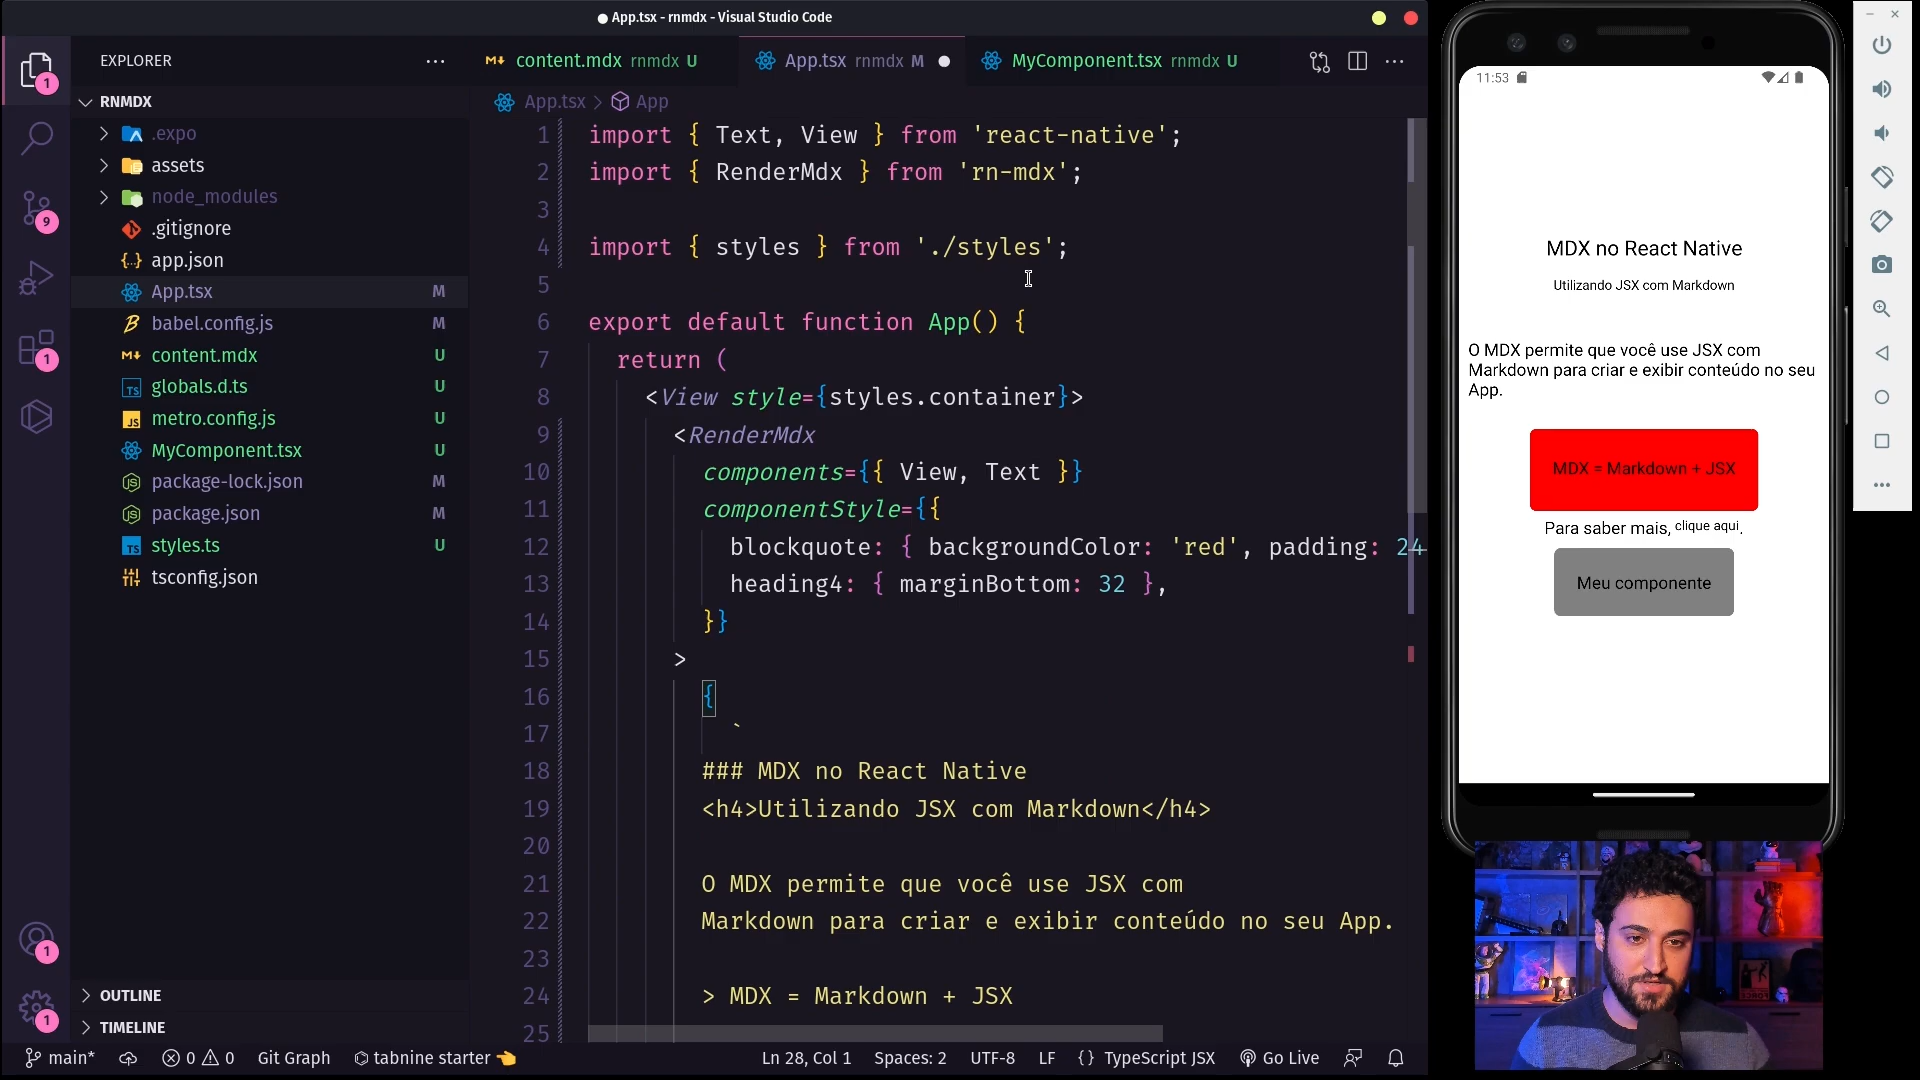 ● App.tsx - rnmdx - Visual Studio Code
EXPLORER
RNMDX
.expo
assets
node_modules
.gitignore
app.json
App.tsx M
babel.config.js M
content.mdx U
globals.d.ts U
metro.config.js U
MyComponent.tsx U
package-lock.json M
package.json M
styles.ts U
tsconfig.json
OUTLINE
TIMELINE
1
9
1
1
1
content.mdx rnmdx U
App.tsx rnmdx M
MyComponent.tsx rnmdx U
App.tsx > App
1 import { Text, View } from 'react-native';
2 import { RenderMdx } from 'rn-mdx';
3
4 import { styles } from './styles';
5
6 export default function App() {
7 return (
8 <View style={styles.container}>
9 <RenderMdx
10 components={{ View, Text }}
11 componentStyle={{
12 blockquote: { backgroundColor: 'red', padding: 24
13 heading4: { marginBottom: 32 },
14 }}
15 >
16 {
17 `
18 ### MDX no React Native
19 <h4>Utilizando JSX com Markdown</h4>
20
21 O MDX permite que você use JSX com
22 Markdown para criar e exibir conteúdo no seu App.
23
24 > MDX = Markdown + JSX
25
main* 0 0 Git Graph tabnine starter 👈 Ln 28, Col 1 Spaces: 2 UTF-8 LF {} TypeScript JSX Go Live
11:53
MDX no React Native
Utilizando JSX com Markdown
O MDX permite que você use JSX com
Markdown para criar e exibir conteúdo no seu
App.
MDX = Markdown + JSX
Para saber mais, clique aqui.
Meu componente